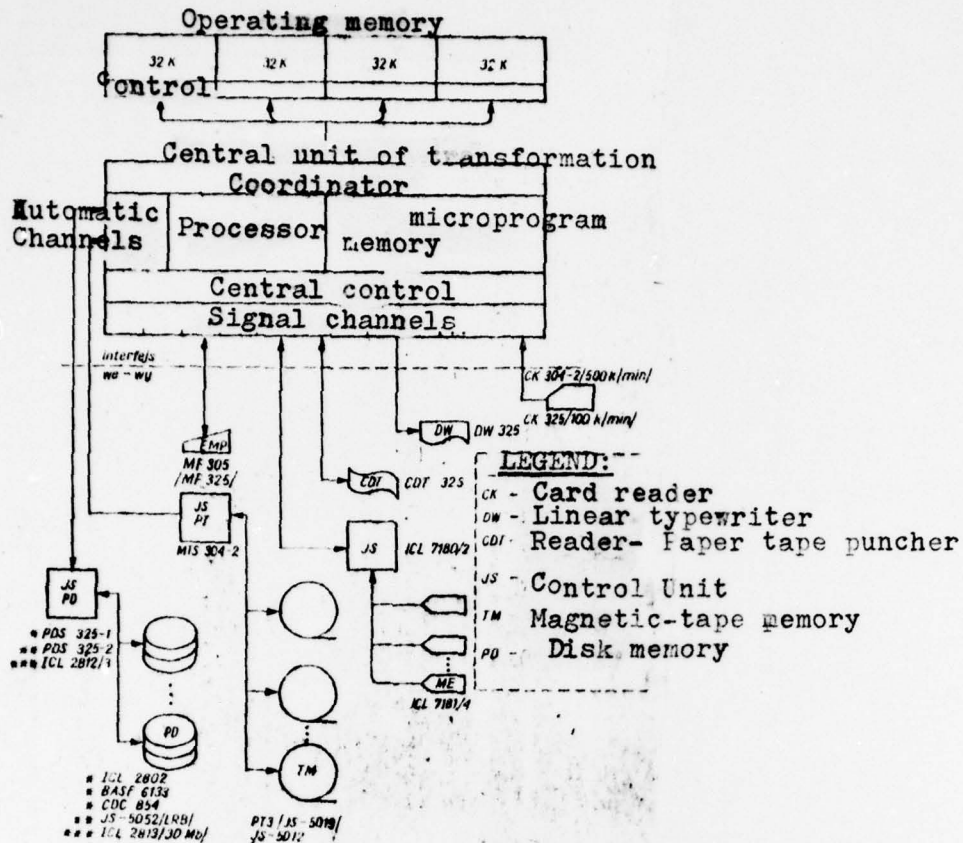 Operating memory
32 K 32 K 32 K 32 K
Control
Central unit of transformation
Coordinator
Automatic Channels
Processor
microprogram memory
Central control
Signal channels
interfejs
we - wy
CK 304-2/500 k/min/
CK 325/100 k/min/
EMP
MF 305
/MF 325/
DW DW 325
CDT CDT 325
JS
PT
MIS 304-2
JS ICL 7180/2
JS
PD
* PDS 325-1
** PDS 325-2
*** ICL 2812/3
ME
ICL 7181/4
PD
TM
* ICL 2802
* BASF 6133
* CDC 854
** JS-5052/LRB/
*** ICL 2813/30 Mb/
PT3 /JS-5019/
JS-5012
LEGEND:
CK - Card reader
DW - Linear typewriter
CDT - Reader- Paper tape puncher
JS - Control Unit
TM Magnetic-tape memory
PD - Disk memory